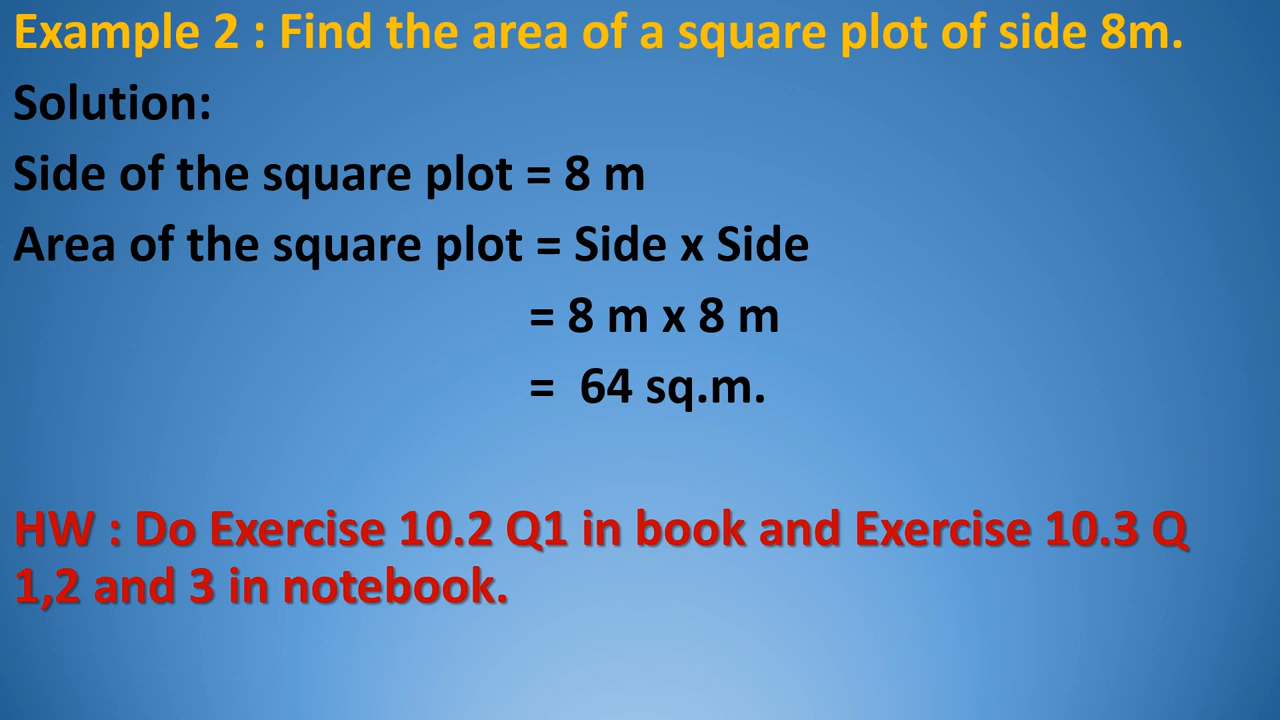 Example 2 : Find the area of a square plot of side 8m.
Solution:
Side of the square plot = 8 m
Area of the square plot = Side x Side
= 8 m x 8 m
= 64 sq.m.
HW : Do Exercise 10.2 Q1 in book and Exercise 10.3 Q
1,2 and 3 in notebook.